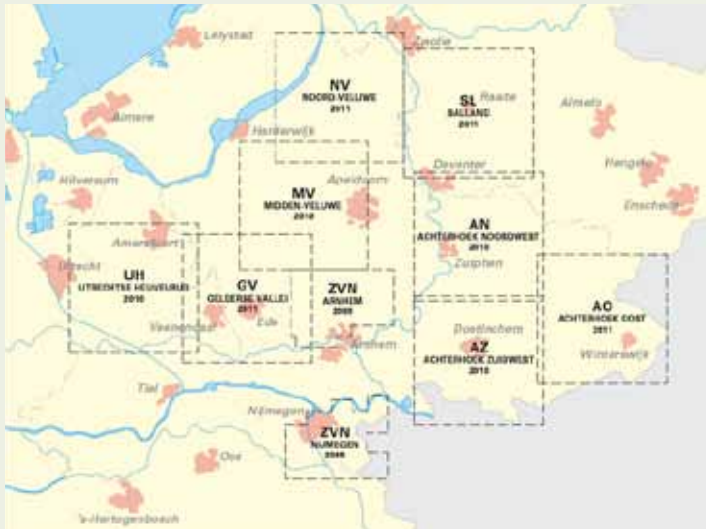 Lelystad
Zwolle
NV
NOORD-VELUWE
2011
SL
Raalte
SALLAND
2011
Almere
Almelo
Harderwijk
Hengelo
Deventer
Hilversum
MV
Apeldoorn
MIDDEN-VELUWE
2010
Enschede
AN
ACHTERHOEK NOORDWEST
2010
Amersfoort
Zutphen
Utrecht
UH
UTRECHTSE HEUVELRUG
2010
GV
GELDERSE VALLEI
2011
ZVN
ARNHEM
2009
AO
ACHTERHOEK OOST
2011
Veenendaal
Ede
Arnhem
Doetinchem
AZ
ACHTERHOEK ZUIDWEST
2010
Winterswijk
Tiel
Nijmegen
ZVN
NIJMEGEN
2009
Oss
's-Hertogenbosch